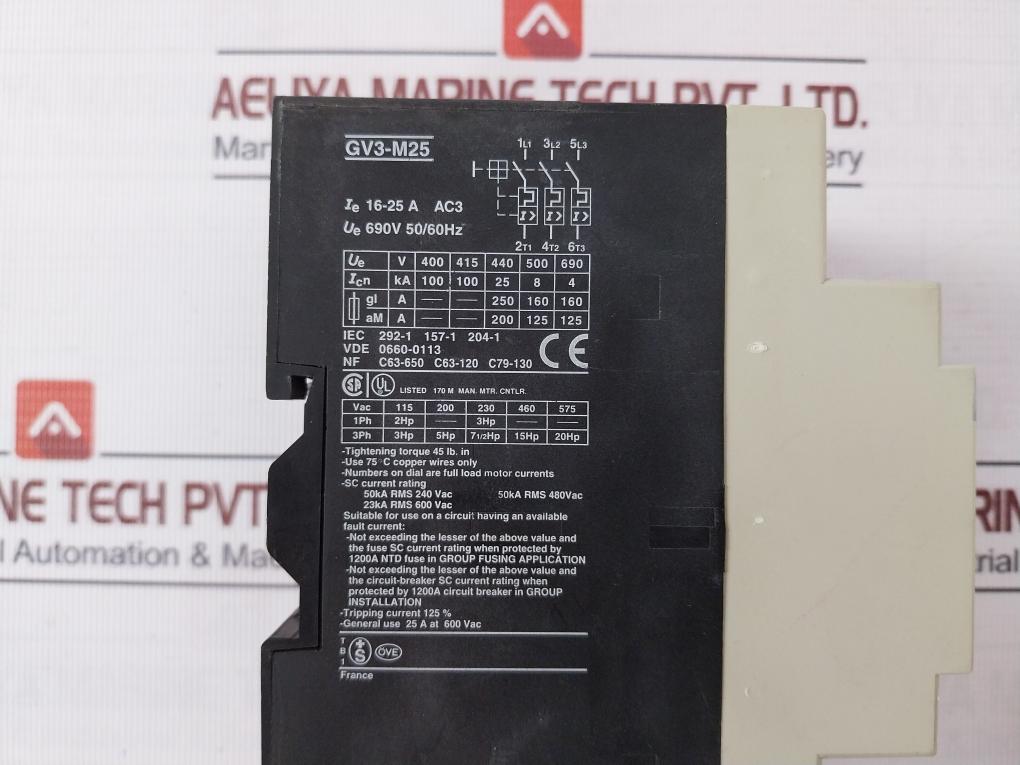 AELIYA MARINE TECH PVT. LTD.
GV3-M25
1L1 3L2 5L3
Ie 16-25 A AC3
Ue 690V 50/60Hz
I> I> I>
2T1 4T2 6T3
Ue V 400 415 440 500 690
Icn kA 100 100 25 8 4
gI A — — 250 160 160
aM A — — 200 125 125
IEC 292-1 157-1 204-1
VDE 0660-0113
NF C63-650 C63-120 C79-130
CE
SA UL LISTED 170 M MAN. MTR. CNTLR.
Vac 115 200 230 460 575
1Ph 2Hp — 3Hp — —
3Ph 3Hp 5Hp 71/2Hp 15Hp 20Hp
-Tightening torque 45 lb. in
-Use 75 °C copper wires only
-Numbers on dial are full load motor currents
-SC current rating
50kA RMS 240 Vac 50kA RMS 480Vac
23kA RMS 600 Vac
Suitable for use on a circuit having an available
fault current:
-Not exceeding the lesser of the above value and
the fuse SC current rating when protected by
1200A NTD fuse in GROUP FUSING APPLICATION
-Not exceeding the lesser of the above value and
the circuit-breaker SC current rating when
protected by 1200A circuit breaker in GROUP
INSTALLATION
-Tripping current 125 %
-General use 25 A at 600 Vac
TB1 +S ÖVE
France
NE TECH PVT
l Automation & Ma